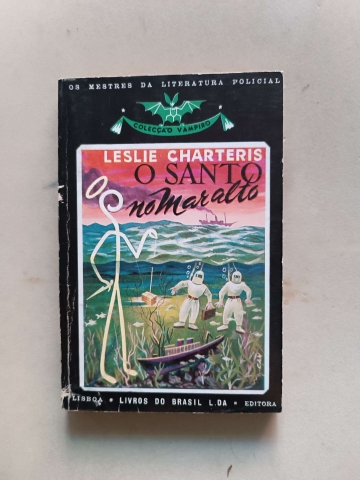 OS MESTRES DA LITERATURA POLICIAL
COLECÇÃO VAMPIRO
LESLIE CHARTERIS
O SANTO
no Mar alto
LISBOA • LIVROS DO BRASIL L.DA • EDITORA